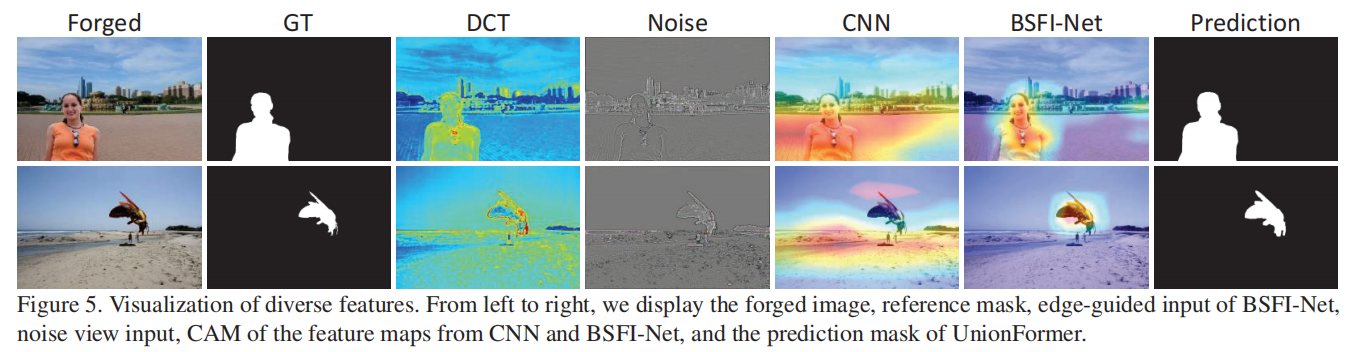 Forged GT DCT Noise CNN BSFI-Net Prediction
Figure 5. Visualization of diverse features. From left to right, we display the forged image, reference mask, edge-guided input of BSFI-Net,
noise view input, CAM of the feature maps from CNN and BSFI-Net, and the prediction mask of UnionFormer.